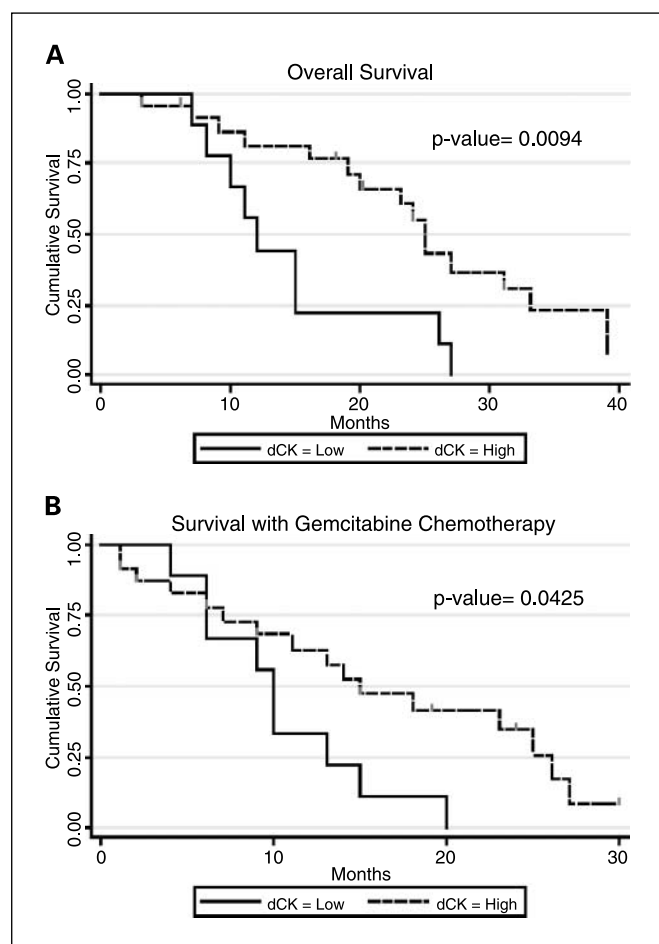 A
Overall Survival
p-value= 0.0094
Cumulative Survival
1.00
0.75
0.50
0.25
0.00
0 10 20 30 40
Months
dCK = Low dCK = High
B
Survival with Gemcitabine Chemotherapy
p-value= 0.0425
Cumulative Survival
1.00
0.75
0.50
0.25
0.00
0 10 20 30
Months
dCK = Low dCK = High